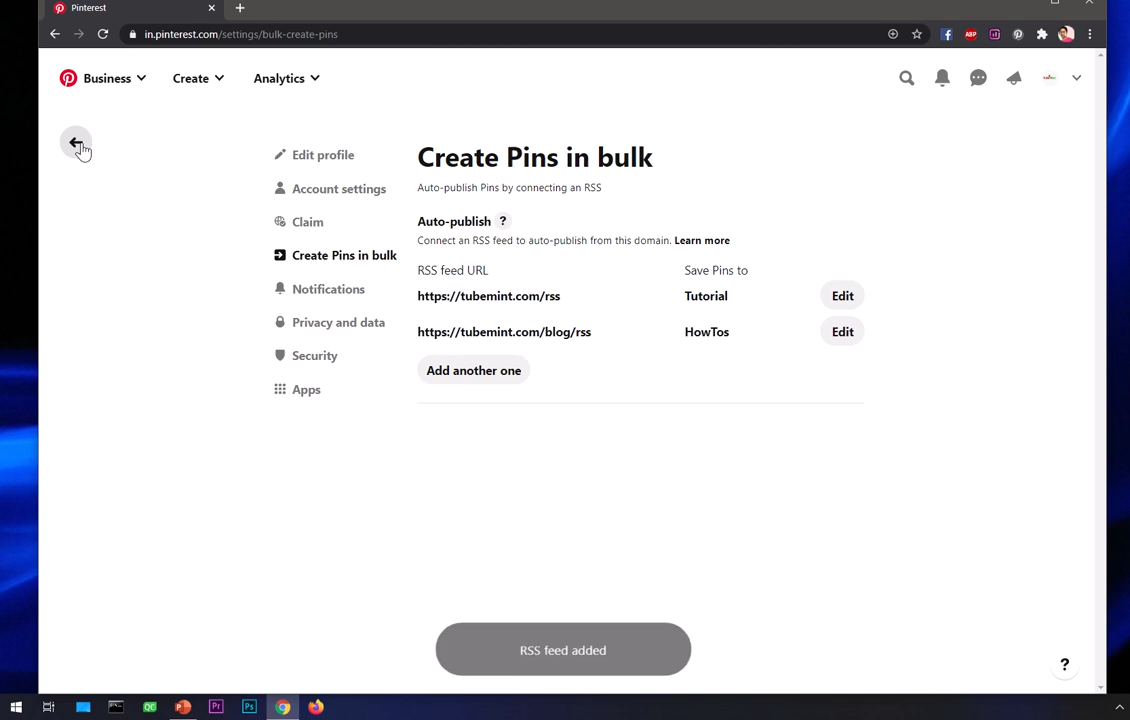 Pinterest
in.pinterest.com/settings/bulk-create-pins
ABP
Business
Create
Analytics
Edit profile
Account settings
Claim
Create Pins in bulk
Notifications
Privacy and data
Security
Apps
Create Pins in bulk
Auto-publish Pins by connecting an RSS
Auto-publish ?
Connect an RSS feed to auto-publish from this domain. Learn more
RSS feed URL Save Pins to
https://tubemint.com/rss Tutorial Edit
https://tubemint.com/blog/rss HowTos Edit
Add another one
RSS feed added
?
QC
Pr
Ps